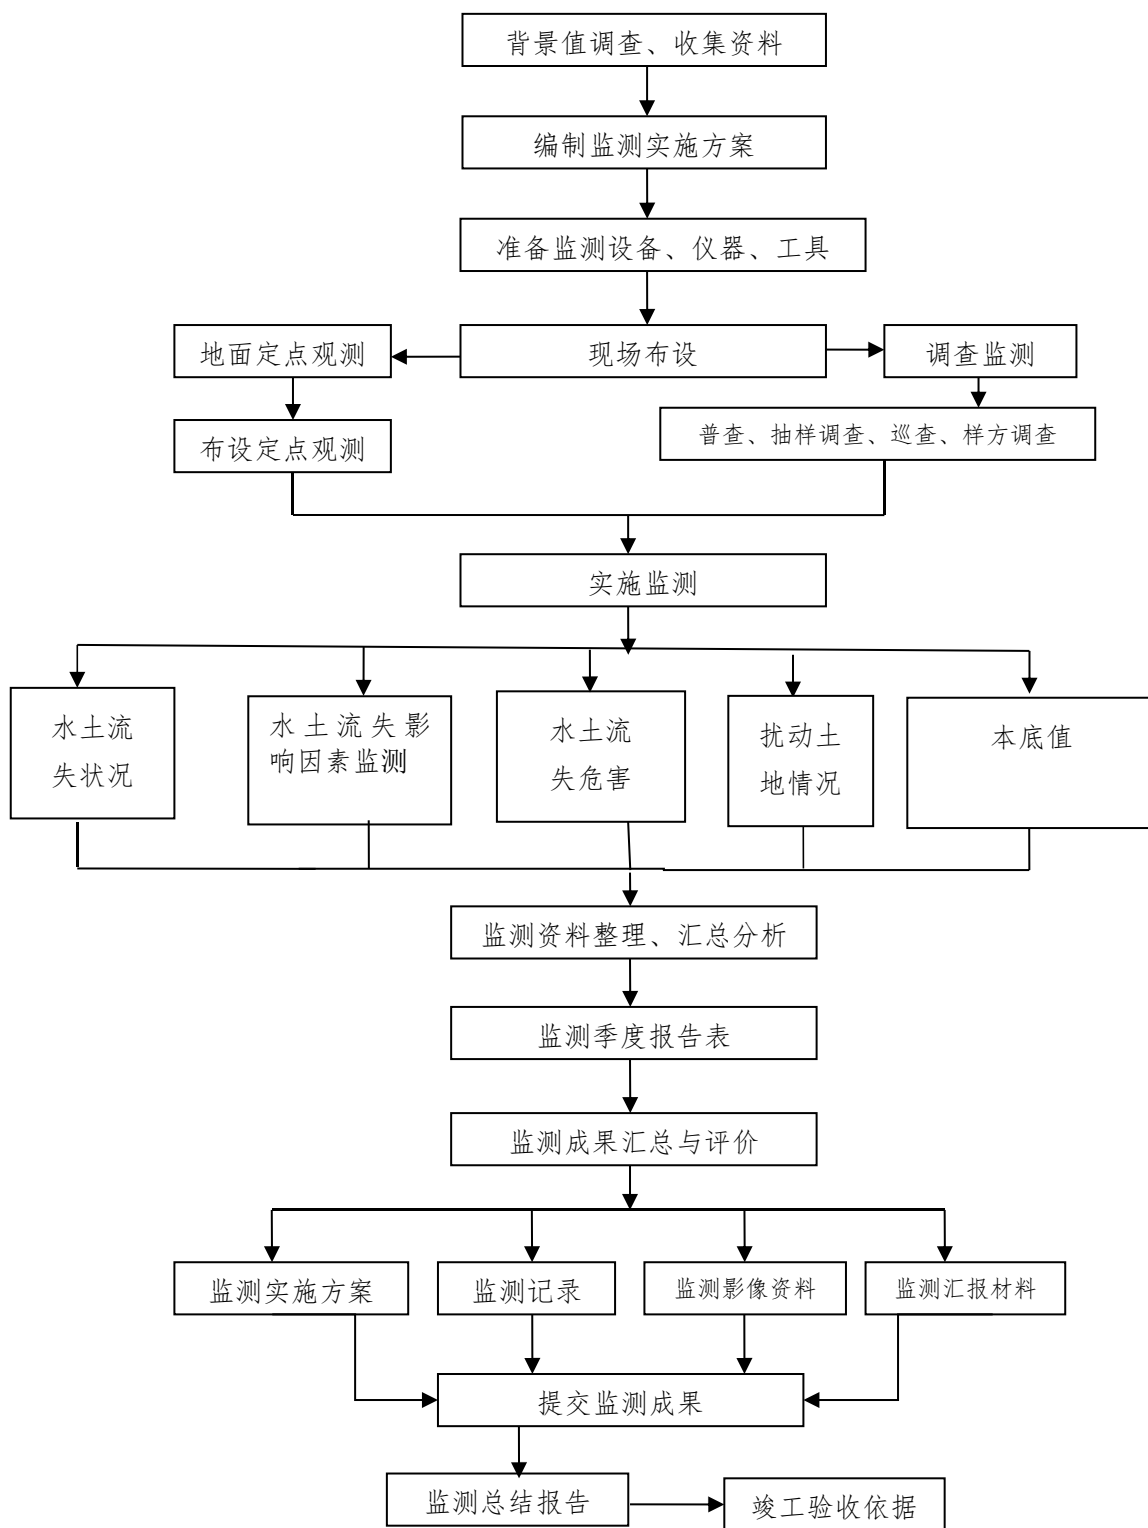 背景值调查、收集资料
编制监测实施方案
准备监测设备、仪器、工具
地面定点观测
现场布设
调查监测
布设定点观测
普查、抽样调查、巡查、样方调查
实施监测
水土流
失状况
水土流失影
响因素监测
水土流
失危害
扰动土
地情况
本底值
监测资料整理、汇总分析
监测季度报告表
监测成果汇总与评价
监测实施方案
监测记录
监测影像资料
监测汇报材料
提交监测成果
监测总结报告
竣工验收依据